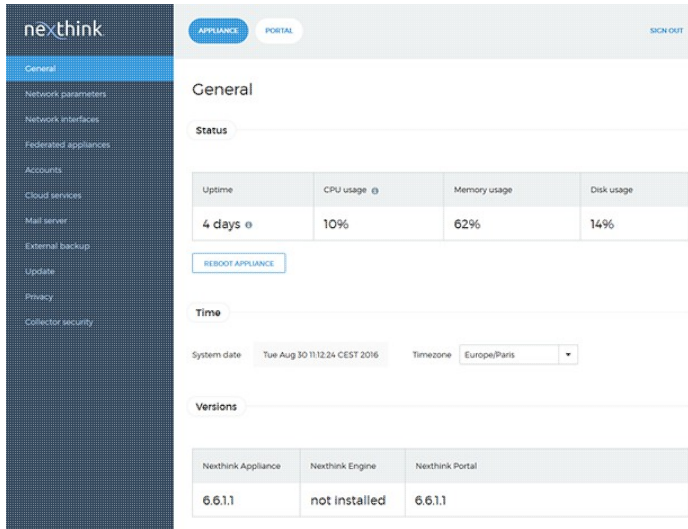 nexthink
APPLIANCE PORTAL SIGN OUT
General
Network parameters
Network interfaces
Federated appliances
Accounts
Cloud services
Mail server
External backup
Update
Privacy
Collector security
General
Status
Uptime CPU usage Memory usage Disk usage
4 days 10% 62% 14%
REBOOT APPLIANCE
Time
System date Tue Aug 30 11:12:24 CEST 2016 Timezone Europe/Paris
Versions
Nexthink Appliance Nexthink Engine Nexthink Portal
6.6.1.1 not installed 6.6.1.1